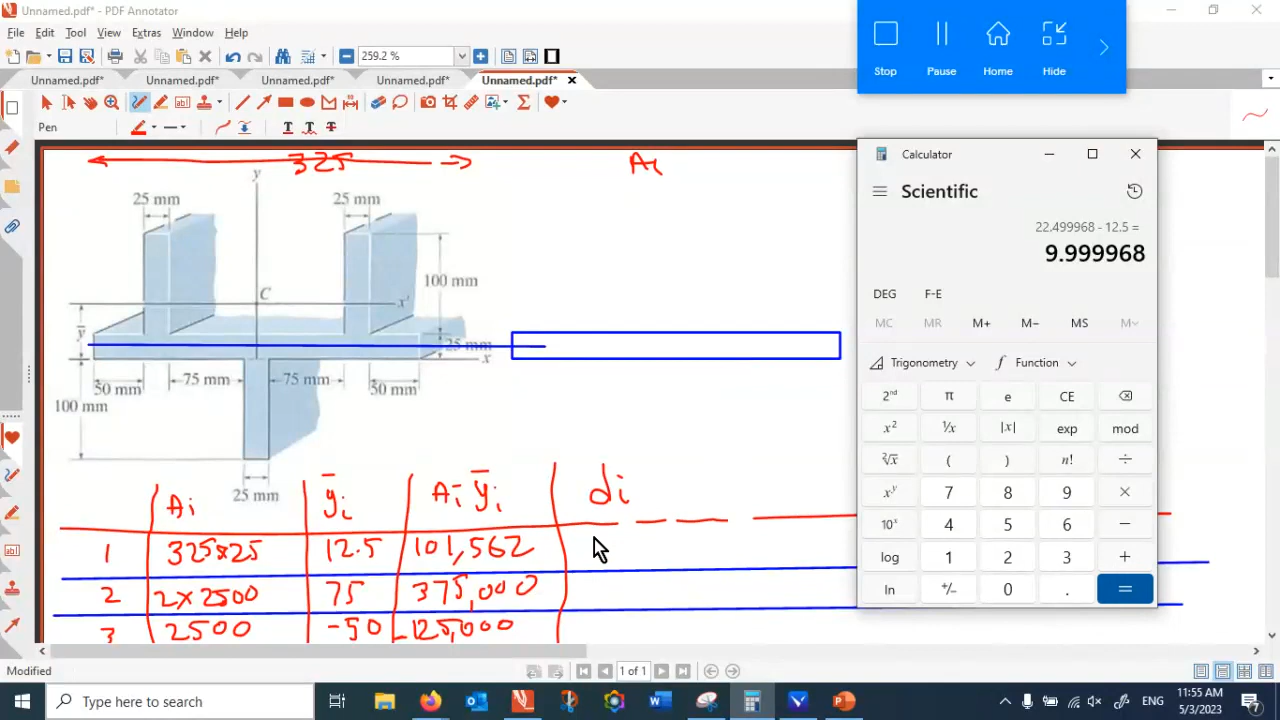 Unnamed.pdf* - PDF Annotator
File Edit Tool View Extras Window Help
259.2 %
Unnamed.pdf* Unnamed.pdf* Unnamed.pdf* Unnamed.pdf* Unnamed.pdf*
Pen
Stop Pause Home Hide
325
y
25 mm 25 mm
100 mm
C
x'
y̅
25 mm
x
50 mm 75 mm 75 mm 50 mm
100 mm
25 mm
Ai y̅i Ai y̅i di
1 325x25 12.5 101,562
2 2x2500 75 375,000
3 2500 -50 -125,000
Calculator
Scientific
22.499968 - 12.5 =
9.999968
DEG F-E
MC MR M+ M− MS M˅
Trigonometry Function
2ⁿᵈ π e CE
x² ¹/x |x| exp mod
²√x ( ) n! ÷
xʸ 7 8 9 ×
10ˣ 4 5 6 −
log 1 2 3 +
ln +/− 0 . =
Modified
1 of 1
Type here to search
ENG
11:55 AM
5/3/2023
7